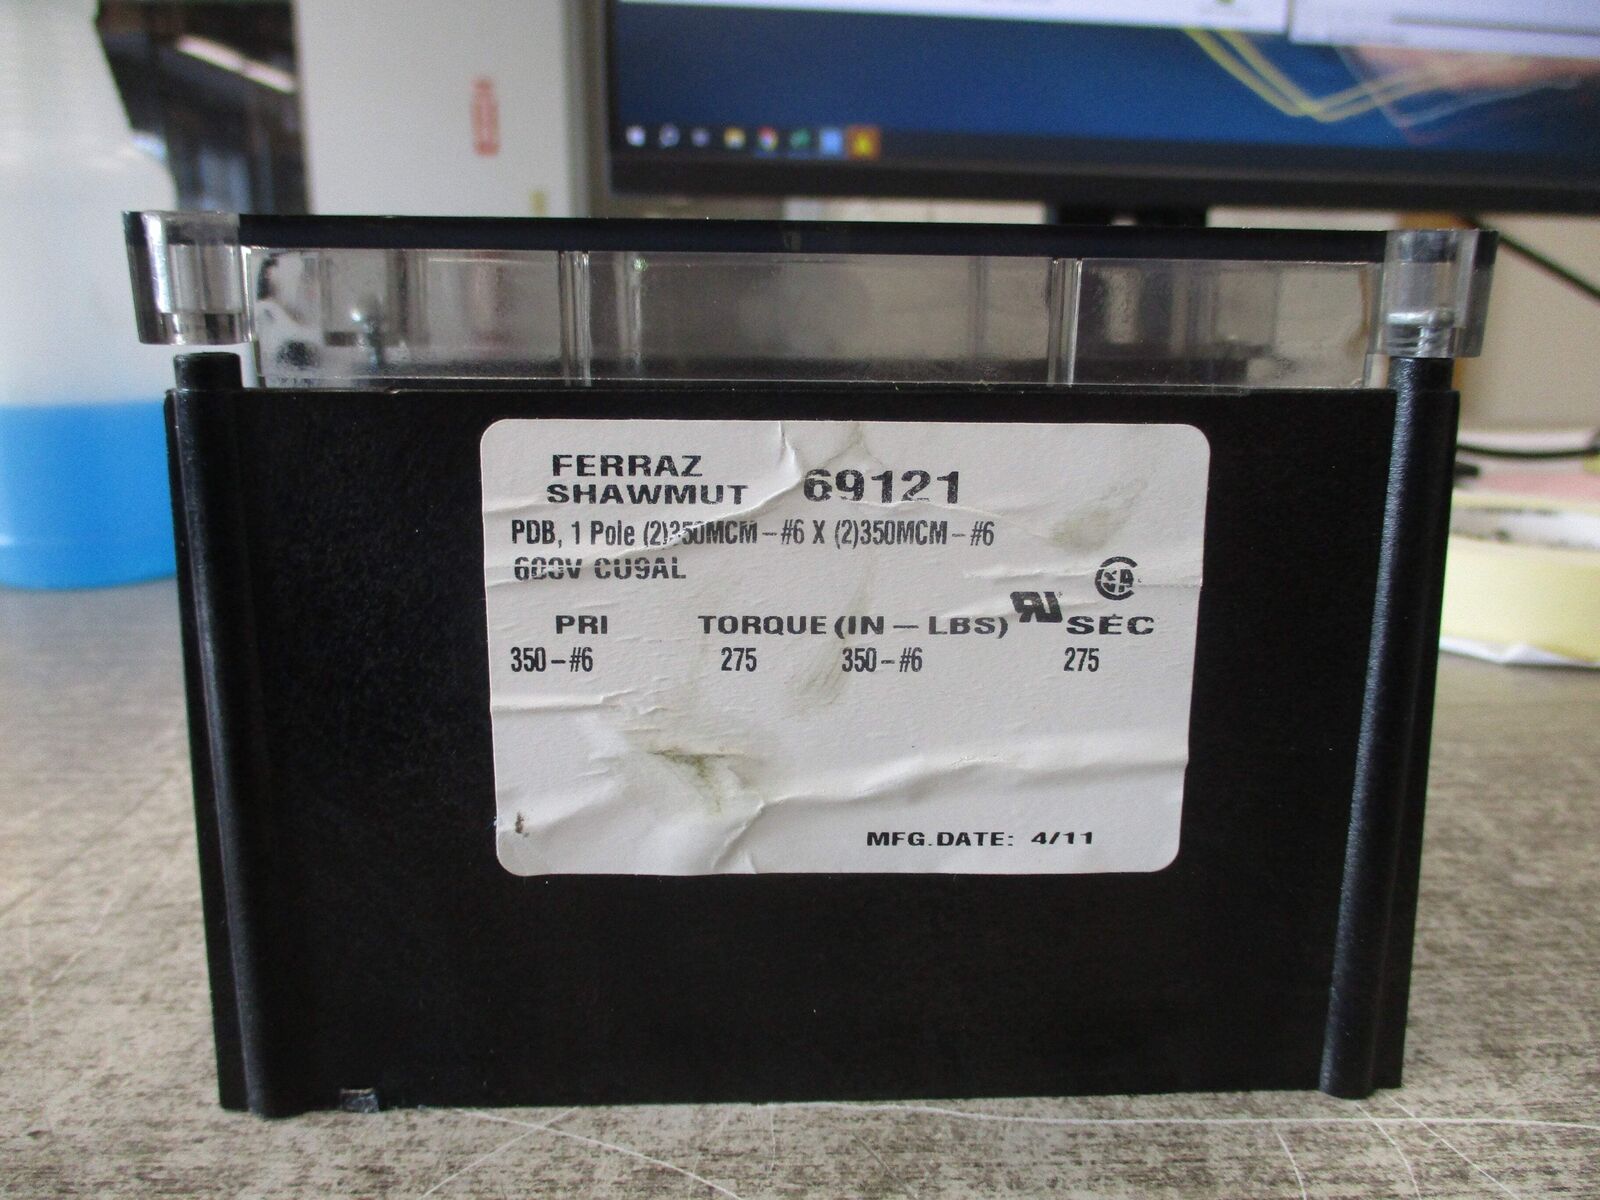 FERRAZ
SHAWMUT 69121
PDB, 1 Pole (2)350MCM-#6 X (2)350MCM-#6
600V CU9AL
PRI TORQUE (IN-LBS) SEC
350-#6 275 350-#6 275
MFG.DATE: 4/11